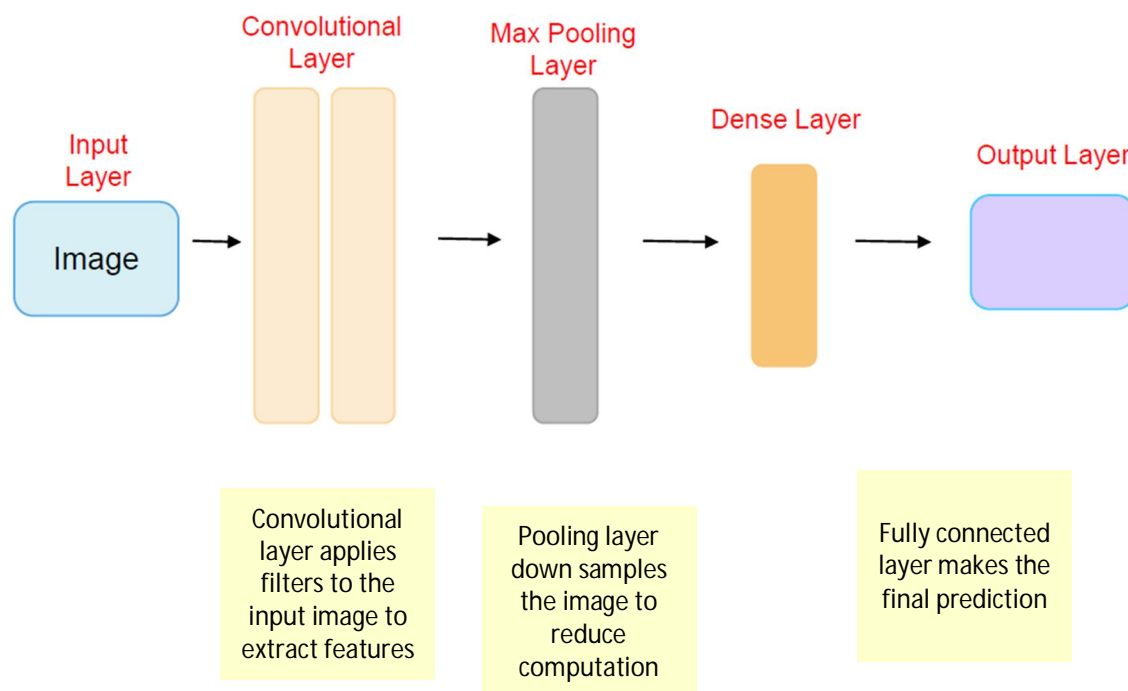 Convolutional
Layer
Max Pooling
Layer
Dense Layer
Input
Layer
Output Layer
Image
Convolutional
layer applies
filters to the
input image to
extract features
Pooling layer
down samples
the image to
reduce
computation
Fully connected
layer makes the
final prediction